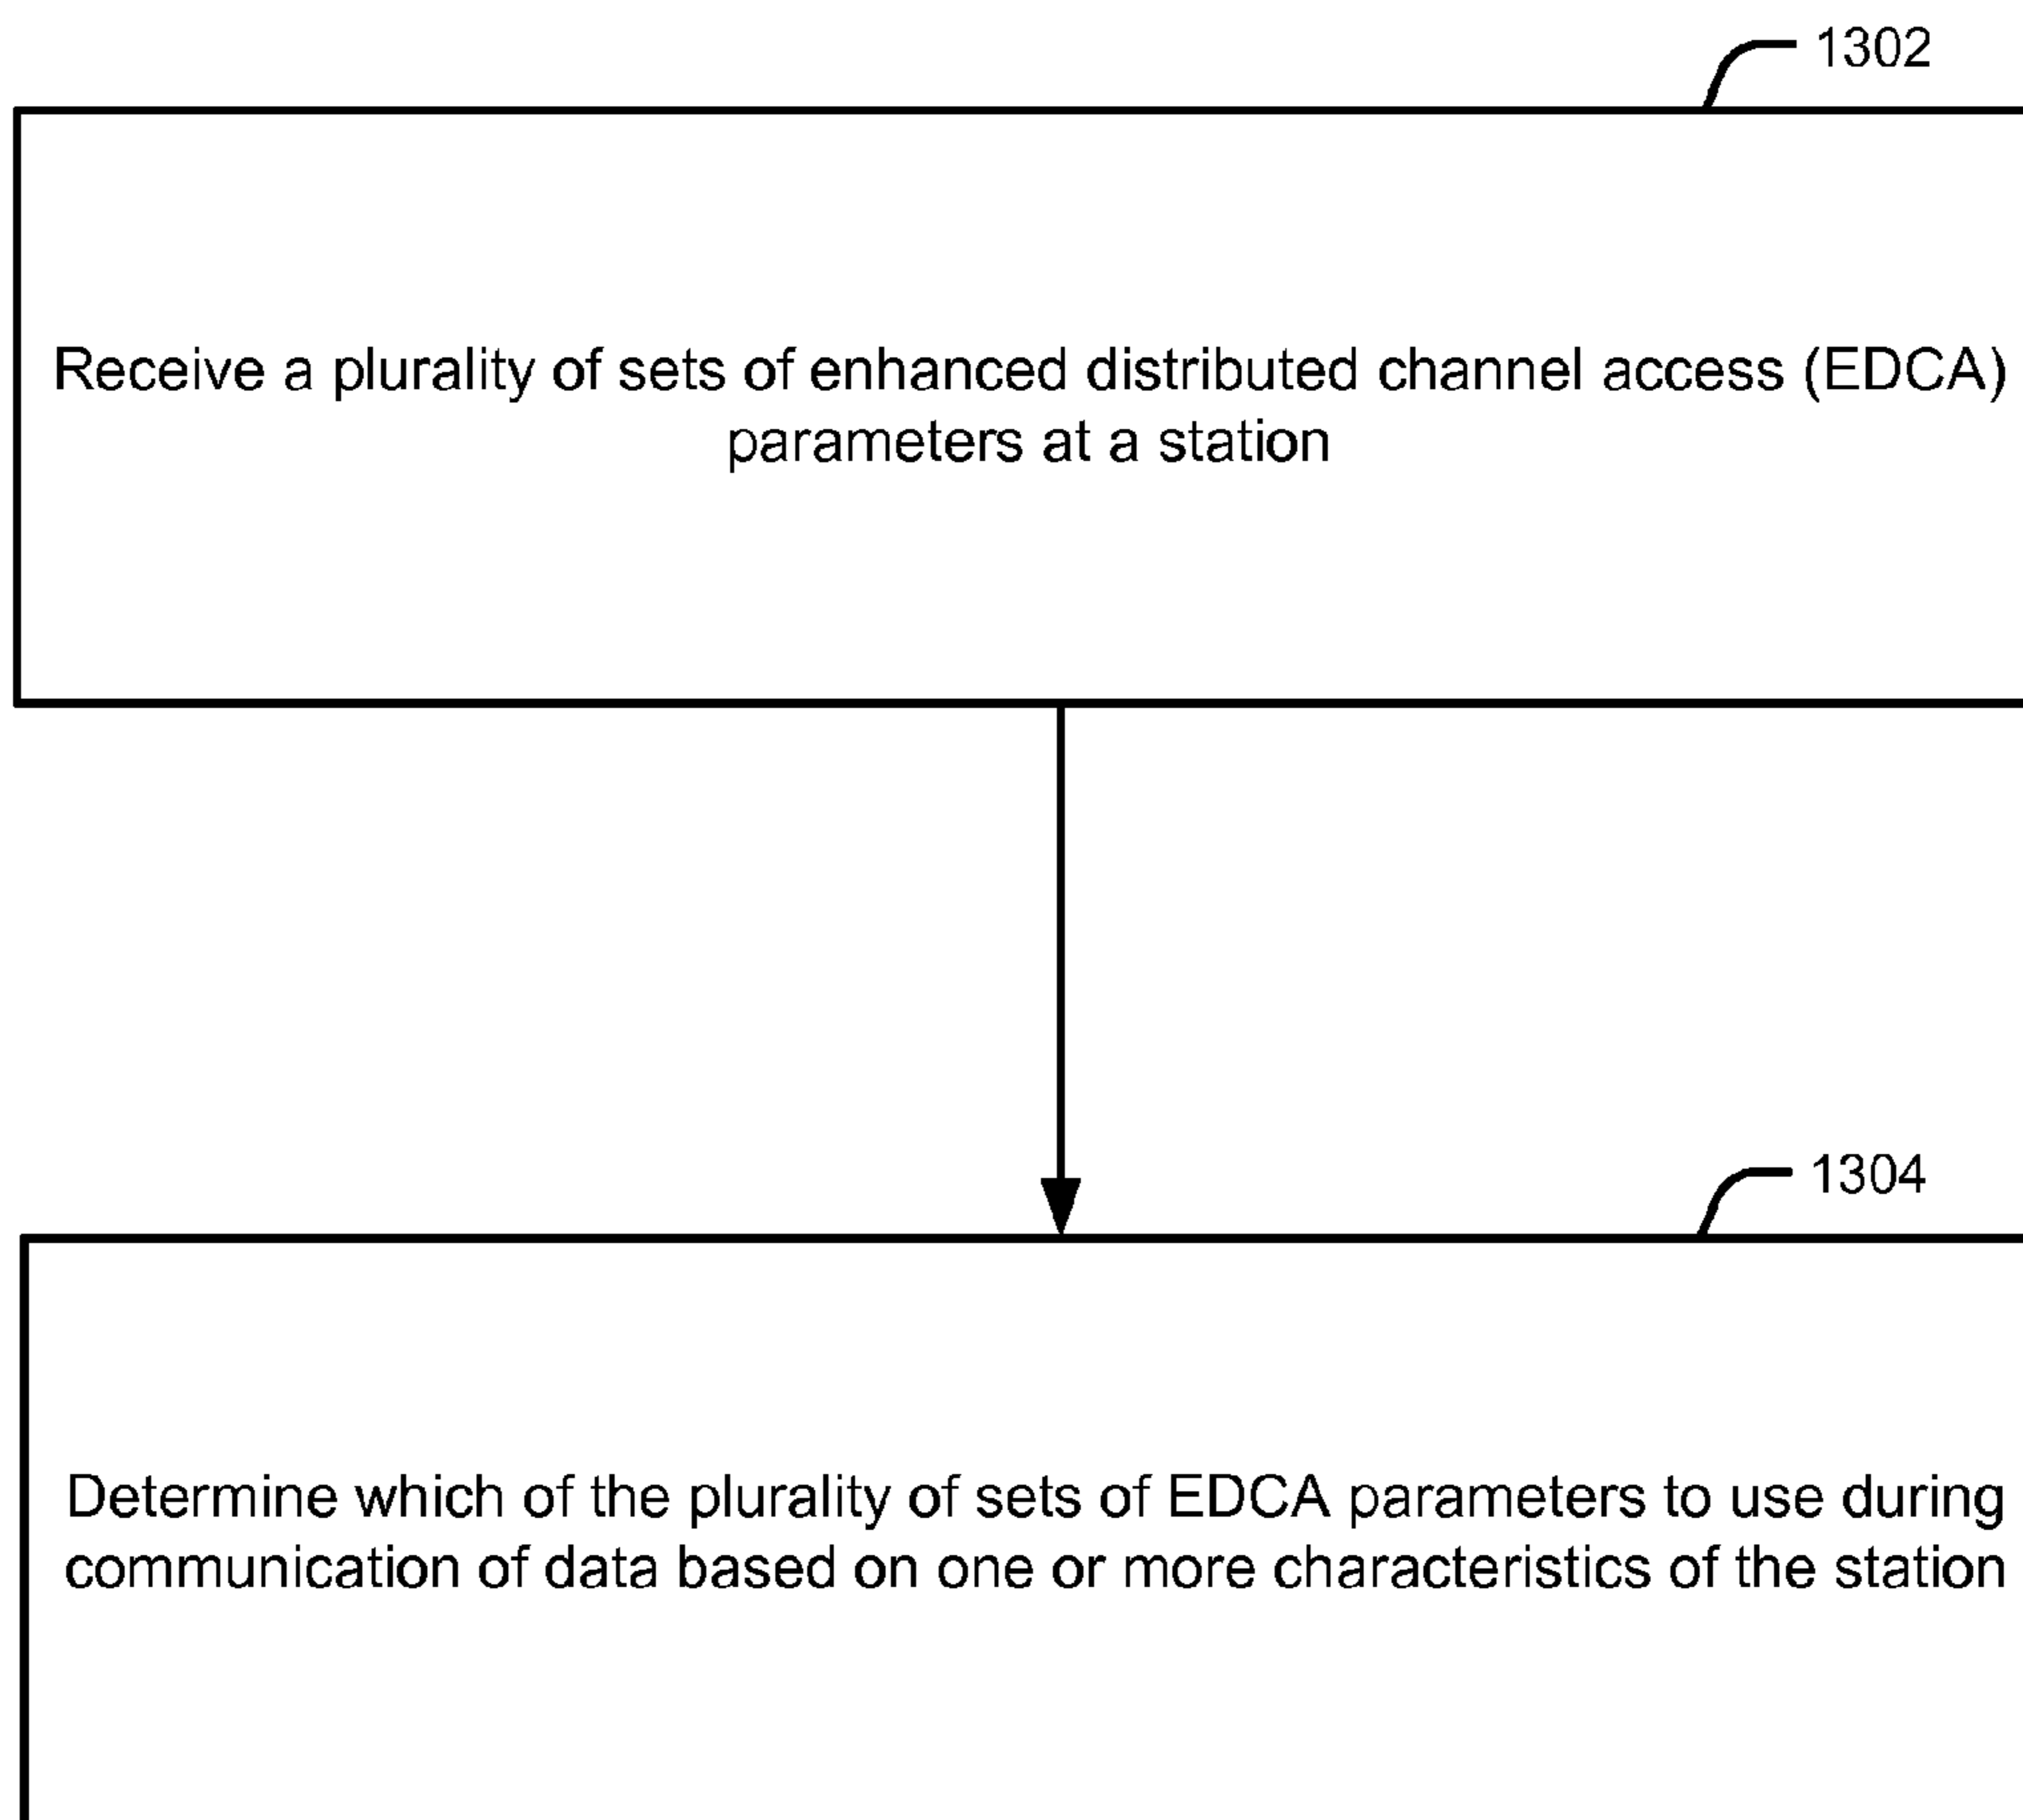 1302
Receive a plurality of sets of enhanced distributed channel access (EDCA)
parameters at a station
1304
Determine which of the plurality of sets of EDCA parameters to use during
communication of data based on one or more characteristics of the station